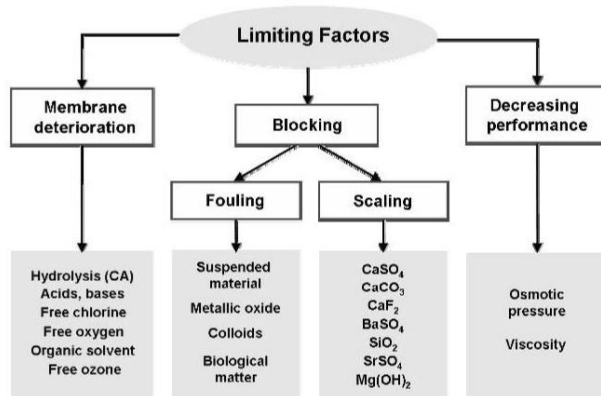 Limiting Factors
Membrane
deterioration
Blocking
Decreasing
performance
Fouling
Scaling
Hydrolysis (CA)
Acids, bases
Free chlorine
Free oxygen
Organic solvent
Free ozone
Suspended
material
Metallic oxide
Colloids
Biological
matter
CaSO₄
CaCO₃
CaF₂
BaSO₄
SiO₂
SrSO₄
Mg(OH)₂
Osmotic
pressure
Viscosity